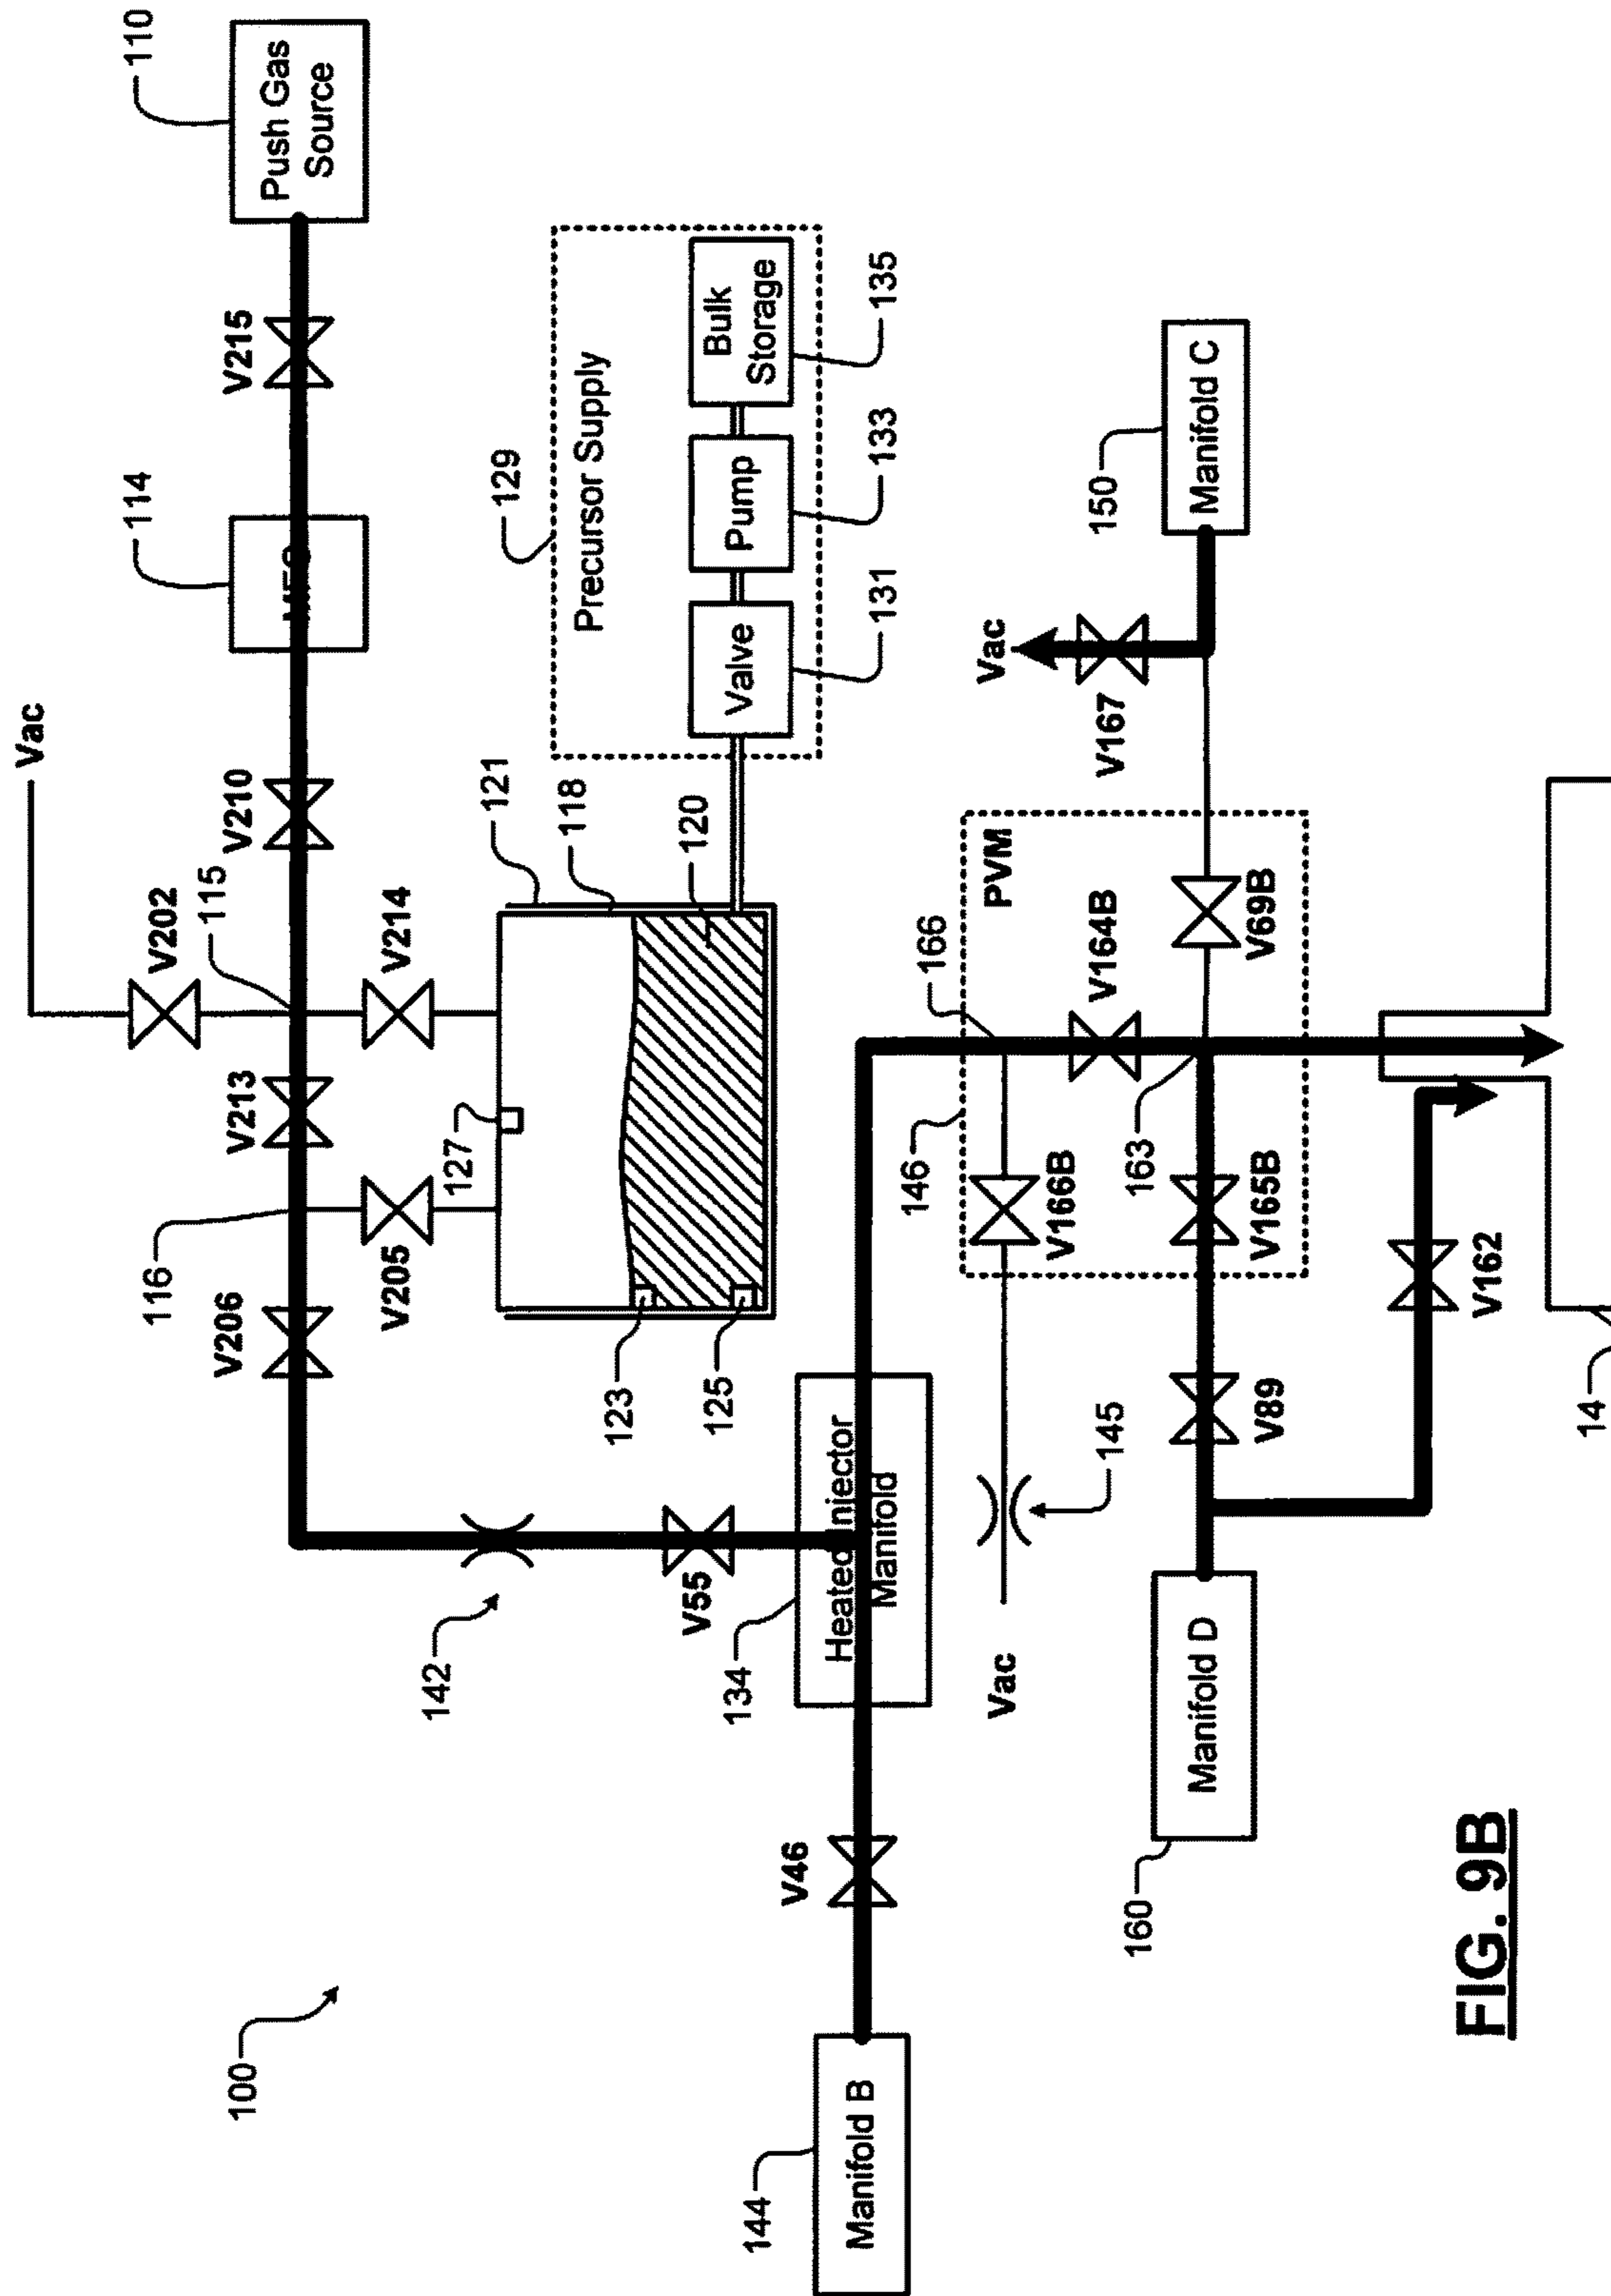 100
Vac
V202
115
V210
114
V215
110
Push Gas
Source
116
V206
V213
V214
V205
127
121
118
120
123
125
129
Precursor Supply
Valve
Pump
Bulk
Storage
131
133
135
142
V55
134
Heated Injector
Manifold
144
Manifold B
V46
Vac
145
146
166
PVM
V166B
V164B
163
V165B
V69B
Vac
V167
150
Manifold C
160
Manifold D
V89
V162
14
FIG. 9B